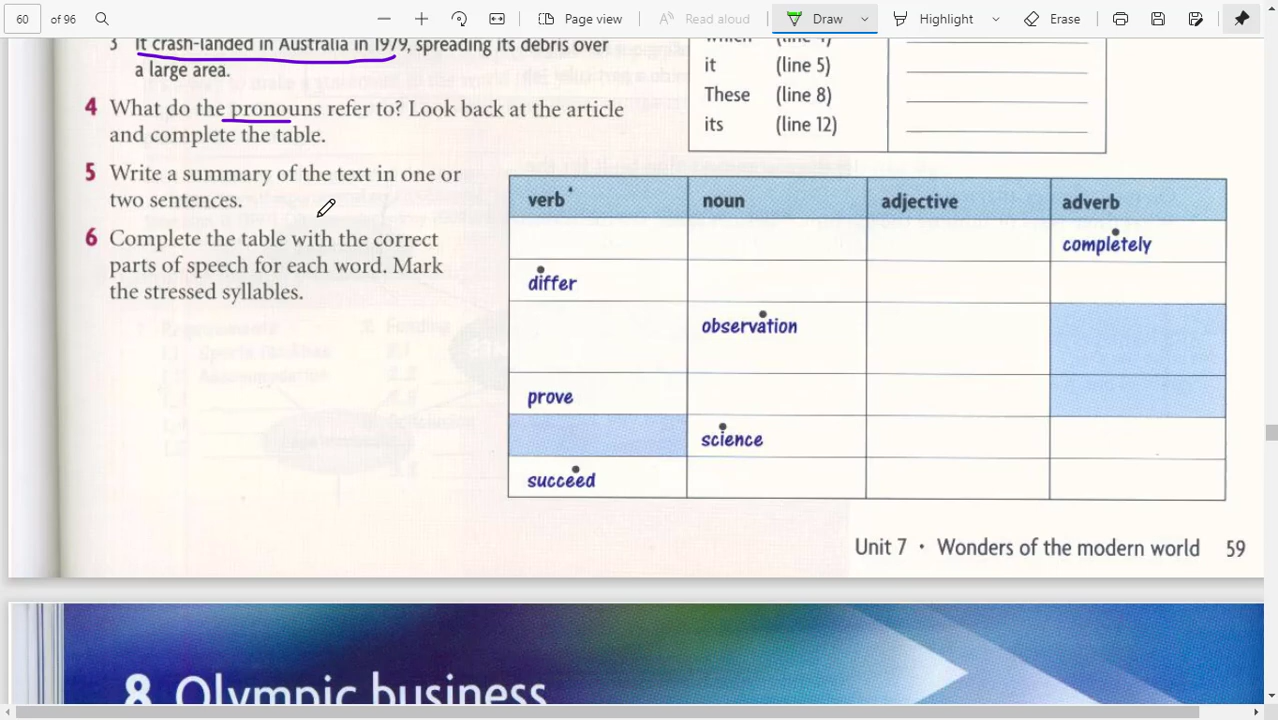 60 of 96 Page view Read aloud Draw Highlight Erase
3 It crash-landed in Australia in 1979, spreading its debris over
a large area.
4 What do the pronouns refer to? Look back at the article
and complete the table.
5 Write a summary of the text in one or
two sentences.
6 Complete the table with the correct
parts of speech for each word. Mark
the stressed syllables.
which (line 4)
it (line 5)
These (line 8)
its (line 12)
verb noun adjective adverb
completely
differ
observation
prove
science
succeed
Unit 7 • Wonders of the modern world 59
8 Olympic business